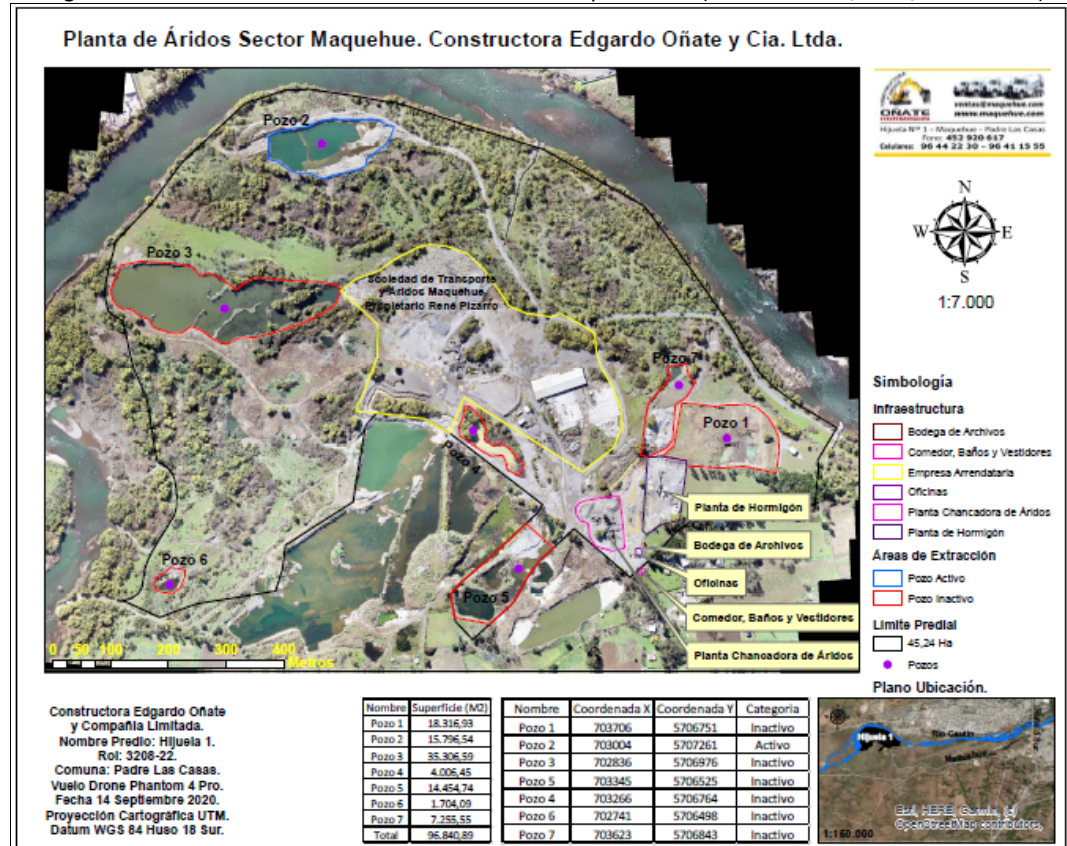 Planta de Áridos Sector Maquehue. Constructora Edgardo Oñate y Cia. Ltda.
Pozo 2
Pozo 3
Sociedad de Transporte
y Áridos Maquehue
Propietario René Pizarro
Pozo 7
Pozo 1
Pozo 4
Planta de Hormigón
Bodega de Archivos
Pozo 6
Oficinas
Pozo 5
Comedor, Baños y Vestidores
Planta Chancadora de Áridos
0 50 100 200 300 400
Metros
OÑATE
ventas@maquehue.com
www.maquehue.com
Hijuela Nº 1 - Maquehue - Padre Las Casas
Fono: 452 920 617
Celulares: 96 44 22 30 - 96 41 15 55
N
W E
S
1:7.000
Simbología
Infraestructura
Bodega de Archivos
Comedor, Baños y Vestidores
Empresa Arrendataria
Oficinas
Planta Chancadora de Áridos
Planta de Hormigón
Áreas de Extracción
Pozo Activo
Pozo Inactivo
Limite Predial
45,24 Ha
Pozos
Plano Ubicación.
Constructora Edgardo Oñate
y Compañia Limitada.
Nombre Predio: Hijuela 1.
Rol: 3206-22.
Comuna: Padre Las Casas.
Vuelo Drone Phantom 4 Pro.
Fecha 14 Septiembre 2020.
Proyección Cartográfica UTM.
Datum WGS 84 Huso 18 Sur.
Nombre Superficie (M2)
Pozo 1 18.316,93
Pozo 2 15.796,54
Pozo 3 35.306,59
Pozo 4 4.006,45
Pozo 5 14.454,74
Pozo 6 1.704,09
Pozo 7 7.255,55
Total 96.840,89
Nombre Coordenada X Coordenada Y Categoria
Pozo 1 703706 5706751 Inactivo
Pozo 2 703004 5707261 Activo
Pozo 3 702836 5706976 Inactivo
Pozo 5 703345 5706525 Inactivo
Pozo 4 703266 5706764 Inactivo
Pozo 6 702741 5706498 Inactivo
Pozo 7 703623 5706843 Inactivo
Hijuela 1
Rio Cautin
Esri, HERE, Garmin, (c)
OpenStreetMap contributors,
1:160.000